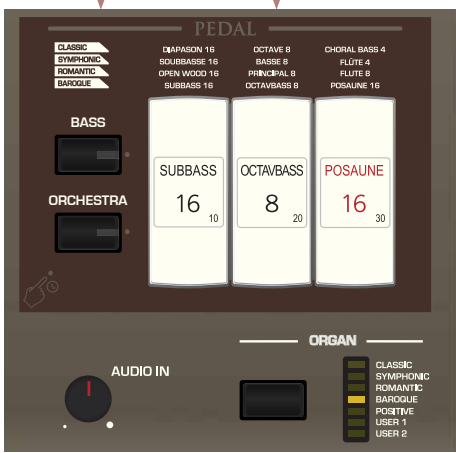 PEDAL
CLASSIC DIAPASON 16 OCTAVE 8 CHORAL BASS 4
SYMPHONIC SOUBBASSE 16 BASSE 8 FLÛTE 4
ROMANTIC OPEN WOOD 16 PRINCIPAL 8 FLUTE 8
BAROQUE SUBBASS 16 OCTAVBASS 8 POSAUNE 16
BASS
ORCHESTRA
SUBBASS
16
10
OCTAVBASS
8
20
POSAUNE
16
30
AUDIO IN
ORGAN
CLASSIC
SYMPHONIC
ROMANTIC
BAROQUE
POSITIVE
USER 1
USER 2